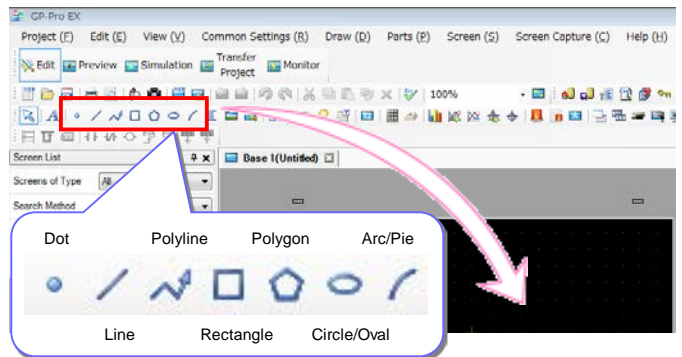 GP-Pro EX
Project (F) Edit (E) View (V) Common Settings (R) Draw (D) Parts (P) Screen (S) Screen Capture (C) Help (H)
Edit Preview Simulation Transfer Project Monitor
100%
A
Screen List
Base 1(Untitled)
Screens of Type All
Search Method
Dot Polyline Polygon Arc/Pie
Line Rectangle Circle/Oval